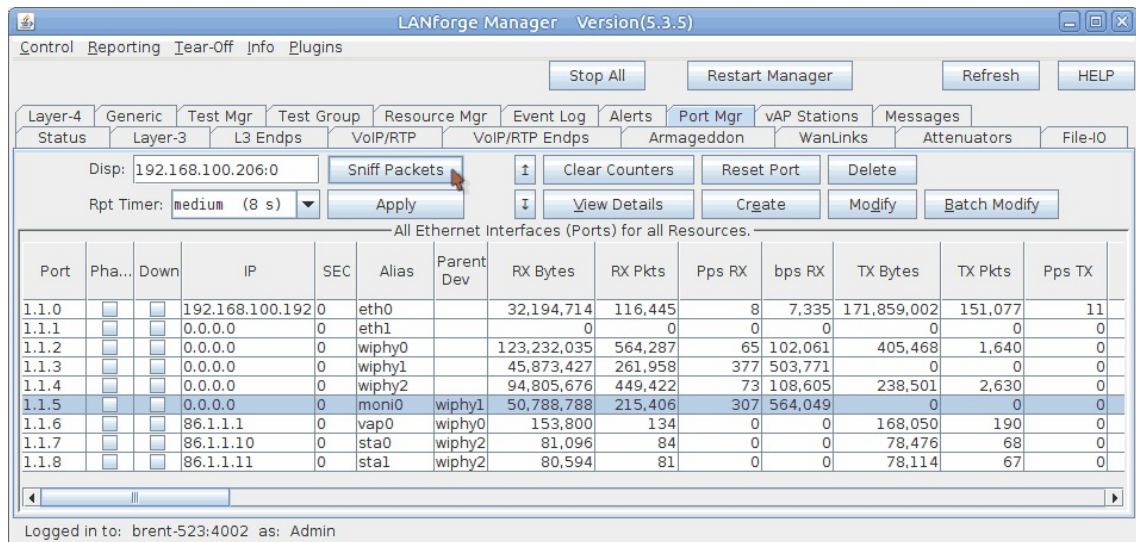 LANforge Manager Version(5.3.5)
Control Reporting Tear-Off Info Plugins
Stop All Restart Manager Refresh HELP
Layer-4 Generic Test Mgr Test Group Resource Mgr Event Log Alerts Port Mgr vAP Stations Messages
Status Layer-3 L3 Endps VoIP/RTP VoIP/RTP Endps Armageddon WanLinks Attenuators File-IO
Disp: 192.168.100.206:0 Sniff Packets Clear Counters Reset Port Delete
Rpt Timer: medium (8 s) Apply View Details Create Modify Batch Modify
All Ethernet Interfaces (Ports) for all Resources.
Port Pha... Down IP SEC Alias Parent Dev RX Bytes RX Pkts Pps RX bps RX TX Bytes TX Pkts Pps TX
1.1.0 192.168.100.192 0 eth0 32,194,714 116,445 8 7,335 171,859,002 151,077 11
1.1.1 0.0.0.0 0 eth1 0 0 0 0 0 0 0
1.1.2 0.0.0.0 0 wiphy0 123,232,035 564,287 65 102,061 405,468 1,640 0
1.1.3 0.0.0.0 0 wiphy1 45,873,427 261,958 377 503,771 0 0 0
1.1.4 0.0.0.0 0 wiphy2 94,805,676 449,422 73 108,605 238,501 2,630 0
1.1.5 0.0.0.0 0 moni0 wiphy1 50,788,788 215,406 307 564,049 0 0 0
1.1.6 86.1.1.1 0 vap0 wiphy0 153,800 134 0 0 168,050 190 0
1.1.7 86.1.1.10 0 sta0 wiphy2 81,096 84 0 0 78,476 68 0
1.1.8 86.1.1.11 0 sta1 wiphy2 80,594 81 0 0 78,114 67 0
Logged in to: brent-523:4002 as: Admin